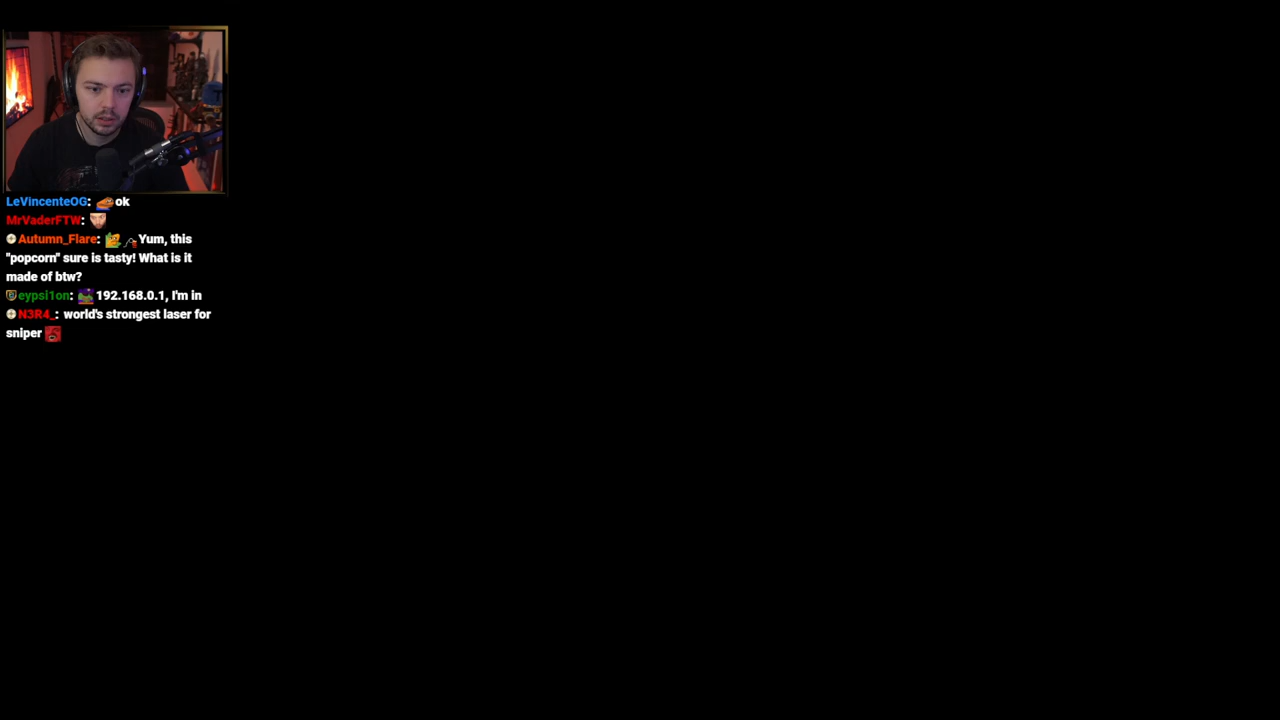 LeVincenteOG: ok
MrVaderFTW:
Autumn_Flare: Yum, this
"popcorn" sure is tasty! What is it
made of btw?
eypsi1on: 192.168.0.1, I'm in
N3R4_: world's strongest laser for
sniper